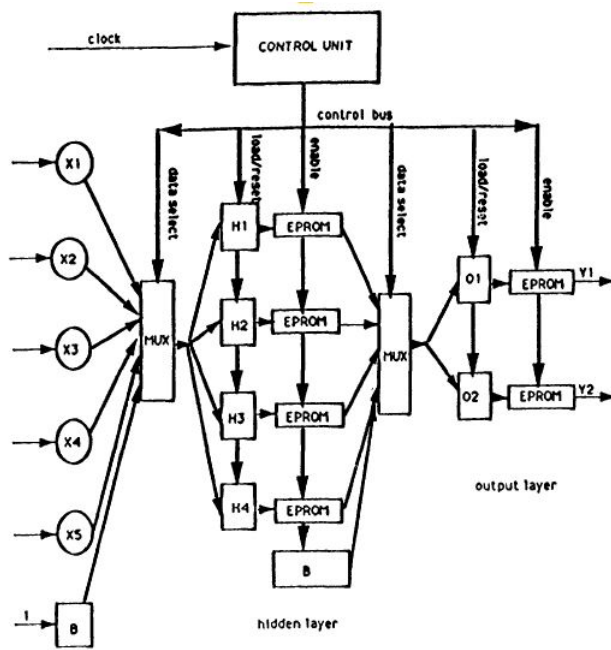 clock
CONTROL UNIT
control bus
data select
load/reset
enable
data select
load/reset
enable
X1
X2
X3
X4
X5
1
B
MUX
H1
H2
H3
H4
EPROM
EPROM
EPROM
EPROM
B
MUX
O1
O2
EPROM
EPROM
Y1
Y2
hidden layer
output layer